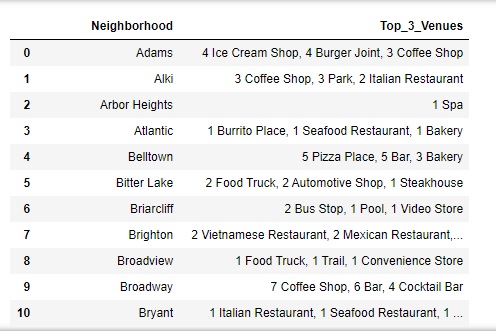 Neighborhood Top_3_Venues
0 Adams 4 Ice Cream Shop, 4 Burger Joint, 3 Coffee Shop
1 Alki 3 Coffee Shop, 3 Park, 2 Italian Restaurant
2 Arbor Heights 1 Spa
3 Atlantic 1 Burrito Place, 1 Seafood Restaurant, 1 Bakery
4 Belltown 5 Pizza Place, 5 Bar, 3 Bakery
5 Bitter Lake 2 Food Truck, 2 Automotive Shop, 1 Steakhouse
6 Briarcliff 2 Bus Stop, 1 Pool, 1 Video Store
7 Brighton 2 Vietnamese Restaurant, 2 Mexican Restaurant,...
8 Broadview 1 Food Truck, 1 Trail, 1 Convenience Store
9 Broadway 7 Coffee Shop, 6 Bar, 4 Cocktail Bar
10 Bryant 1 Italian Restaurant, 1 Seafood Restaurant, 1 ...